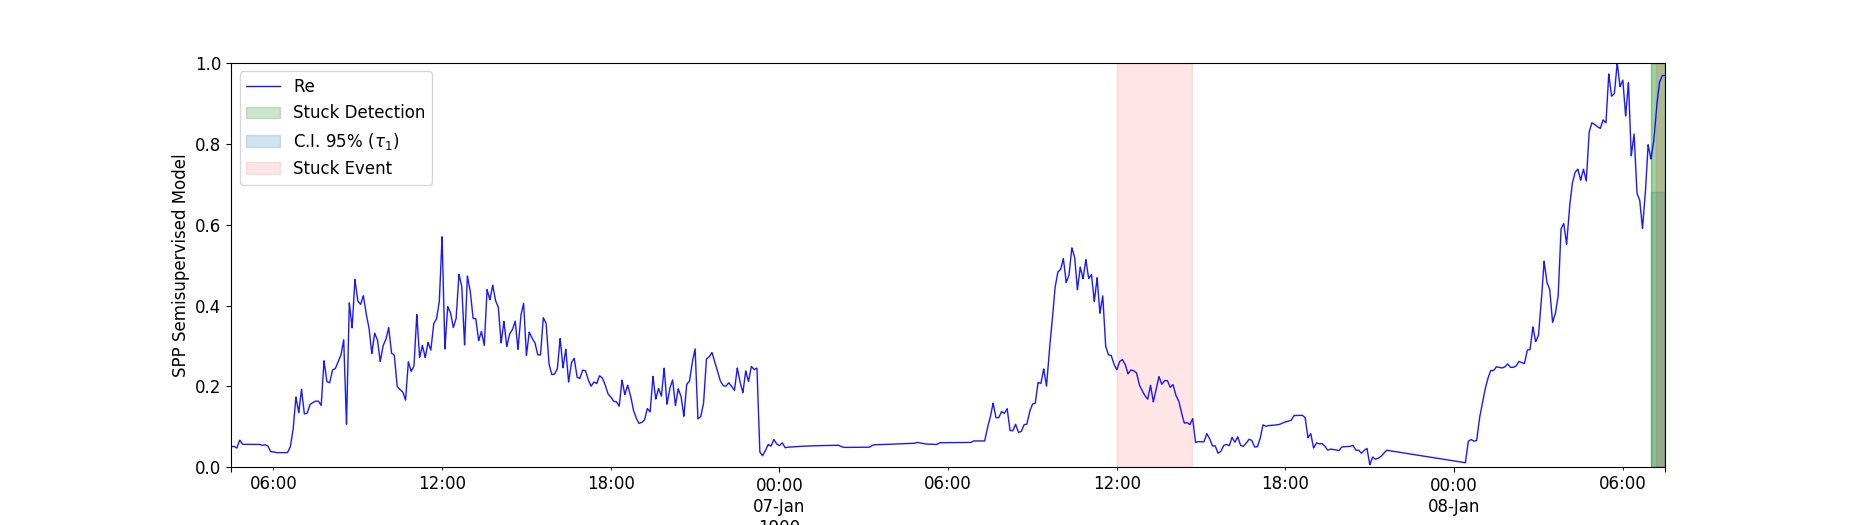 SPP Semisupervised Model
1.0
0.8
0.6
0.4
0.2
0.0
Re
Stuck Detection
C.I. 95% (τ₁)
Stuck Event
06:00 12:00 18:00 00:00 06:00 12:00 18:00 00:00 06:00
07-Jan 08-Jan
1900